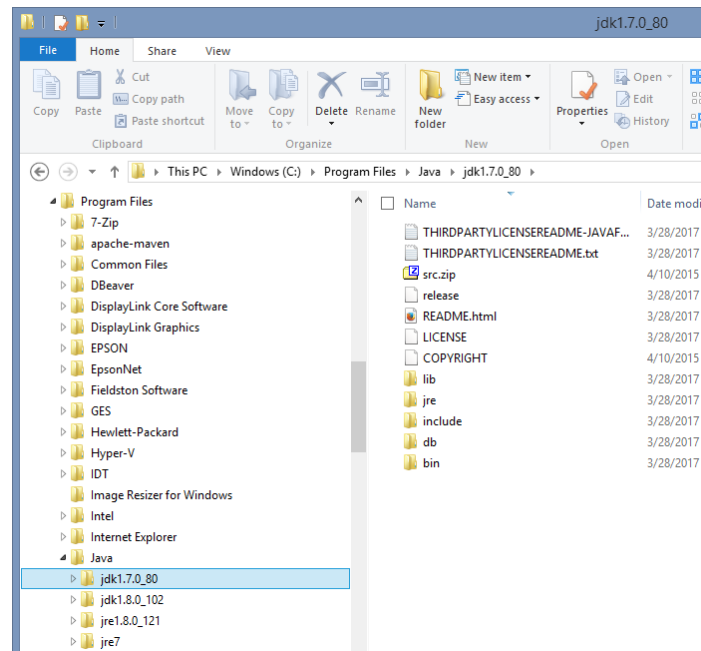 jdk1.7.0_80
File Home Share View
Copy
Paste
Cut
Copy path
Paste shortcut
Clipboard
Move to
Copy to
Delete
Rename
Organize
New folder
New item
Easy access
New
Properties
Open
Edit
History
Open
This PC Windows (C:) Program Files Java jdk1.7.0_80
Program Files
7-Zip
apache-maven
Common Files
DBeaver
DisplayLink Core Software
DisplayLink Graphics
EPSON
EpsonNet
Fieldston Software
GES
Hewlett-Packard
Hyper-V
IDT
Image Resizer for Windows
Intel
Internet Explorer
Java
jdk1.7.0_80
jdk1.8.0_102
jre1.8.0_121
jre7
Name Date modi
THIRDPARTYLICENSEREADME-JAVAF... 3/28/2017
THIRDPARTYLICENSEREADME.txt 3/28/2017
src.zip 4/10/2015
release 3/28/2017
README.html 3/28/2017
LICENSE 3/28/2017
COPYRIGHT 4/10/2015
lib 3/28/2017
jre 3/28/2017
include 3/28/2017
db 3/28/2017
bin 3/28/2017